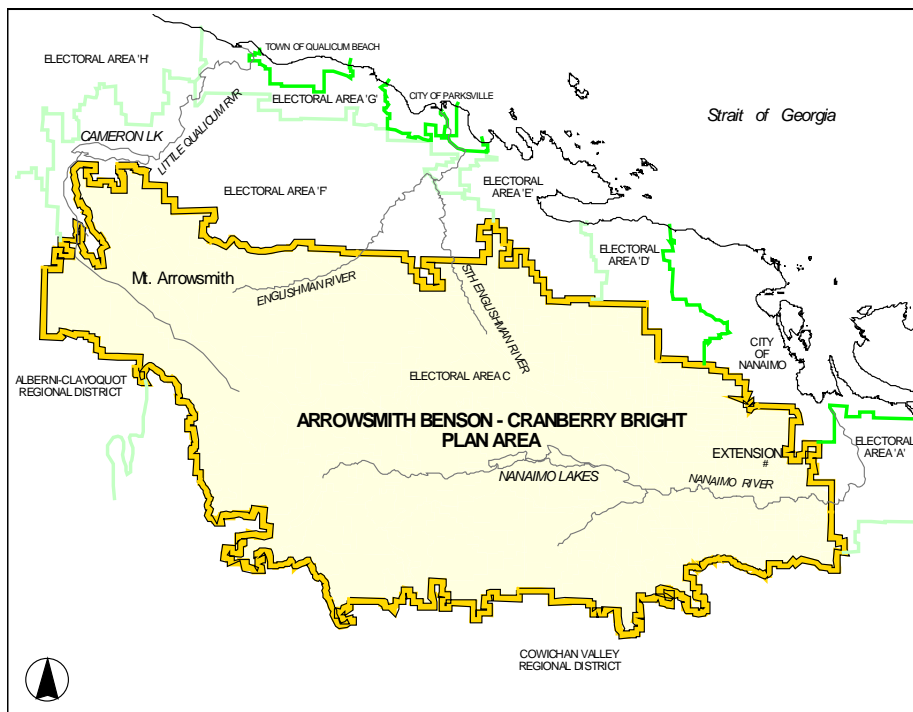 TOWN OF QUALICUM BEACH
ELECTORAL AREA 'H'
ELECTORAL AREA 'G'
CITY OF PARKSVILLE
Strait of Georgia
CAMERON LK
LITTLE QUALICUM RVR
ELECTORAL AREA 'F'
ELECTORAL
AREA 'E'
ELECTORAL
AREA 'D'
Mt. Arrowsmith
ENGLISHMAN RIVER
STH ENGLISHMAN RIVER
CITY
OF
NANAIMO
ALBERNI-CLAYOQUOT
REGIONAL DISTRICT
ELECTORAL AREA C
ARROWSMITH BENSON - CRANBERRY BRIGHT
PLAN AREA
EXTENSION
#
ELECTORAL
AREA 'A'
NANAIMO LAKES
NANAIMO RIVER
COWICHAN VALLEY
REGIONAL DISTRICT